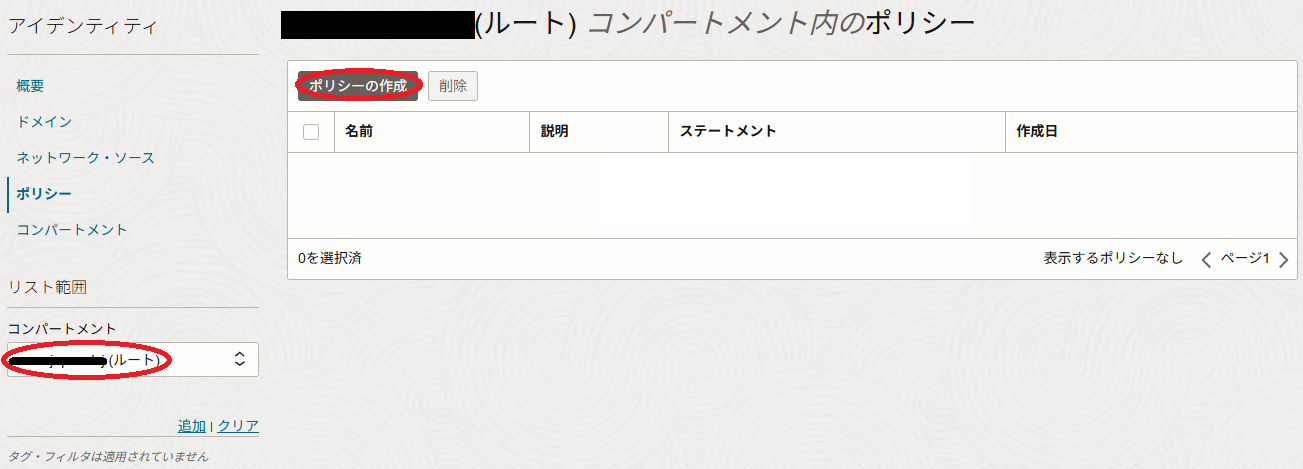 アイデンティティ
概要
ドメイン
ネットワーク・ソース
ポリシー
コンパートメント
リスト範囲
コンパートメント
(ルート)
追加 | クリア
タグ・フィルタは適用されていません
(ルート) コンパートメント内のポリシー
ポリシーの作成 削除
名前 説明 ステートメント 作成日
0を選択済 表示するポリシーなし ページ1